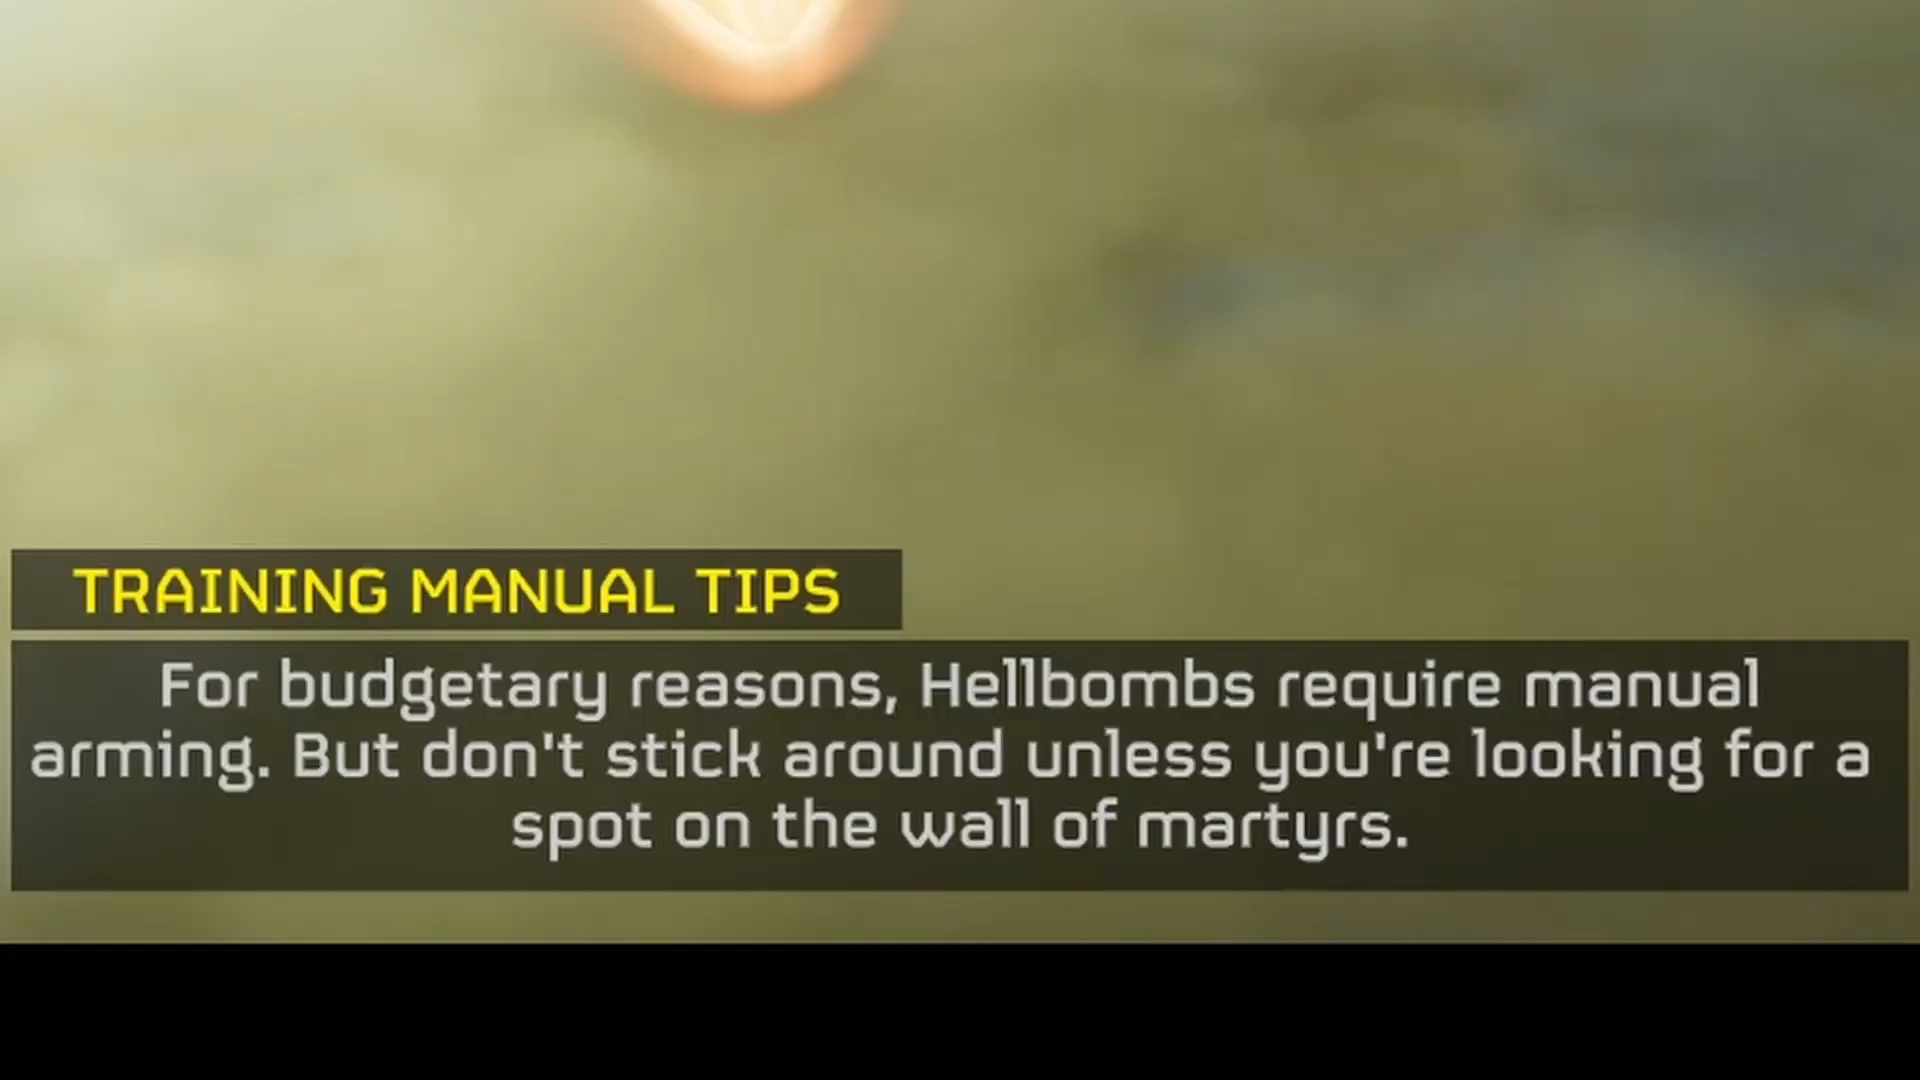 TRAINING MANUAL TIPS
For budgetary reasons, Hellbombs require manual
arming. But don't stick around unless you're looking for a
spot on the wall of martyrs.